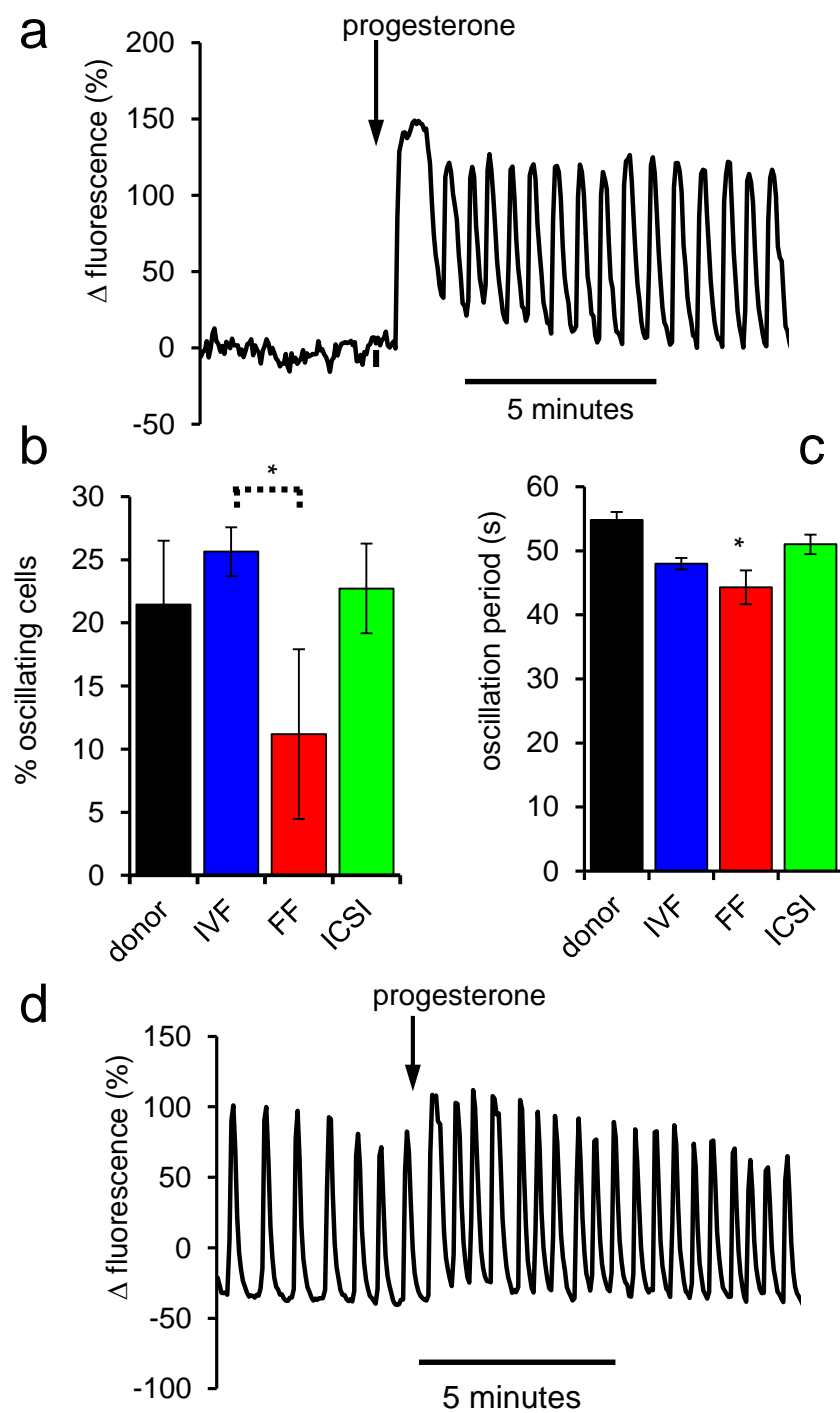 a
progesterone
Δ fluorescence (%)
200
150
100
50
0
-50
5 minutes
b
% oscillating cells
30
25
20
15
10
5
0
*
donor
IVF
FF
ICSI
c
oscillation period (s)
60
50
40
30
20
10
0
*
donor
IVF
FF
ICSI
d
progesterone
Δ fluorescence (%)
150
100
50
0
-50
-100
5 minutes